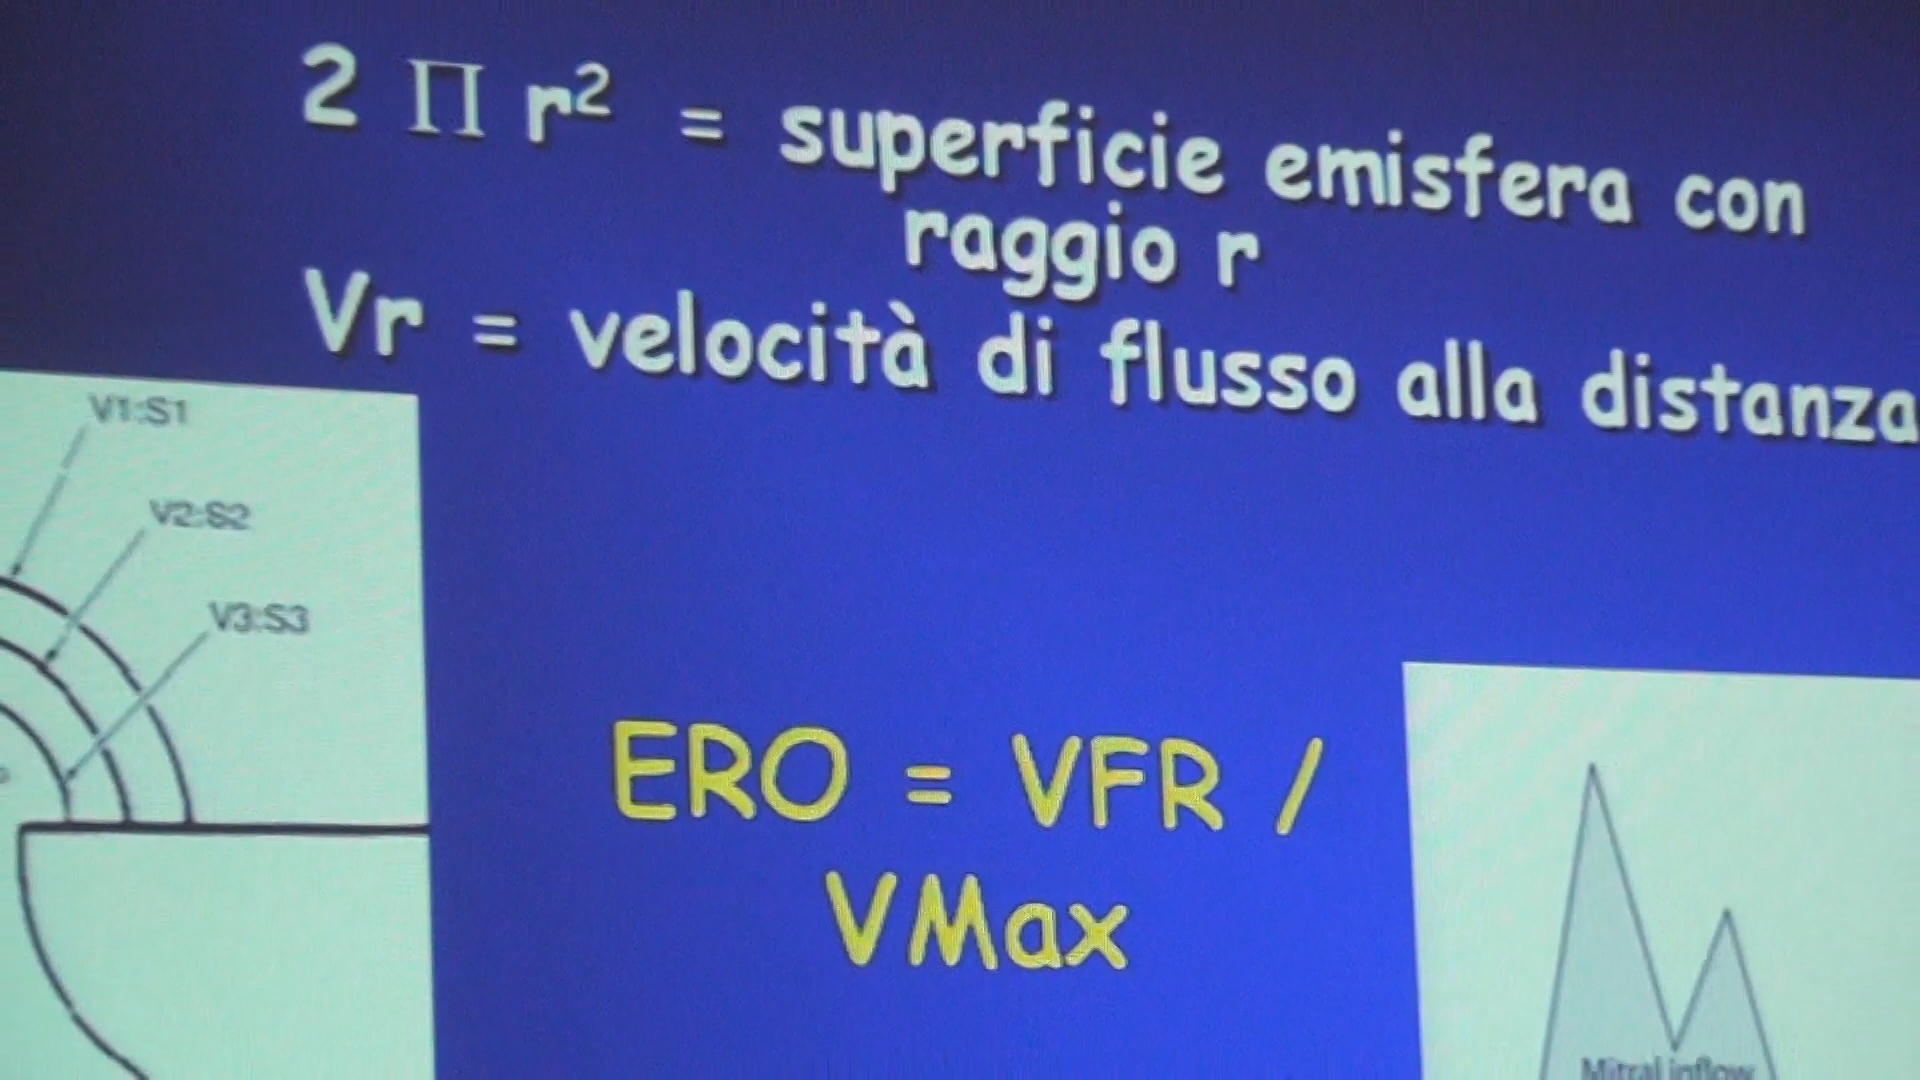 2 Π r² = superficie emisfera con
raggio r
Vr = velocità di flusso alla distanza
V1:S1
V2:S2
V3:S3
ERO = VFR /
VMax
Mitral inflow